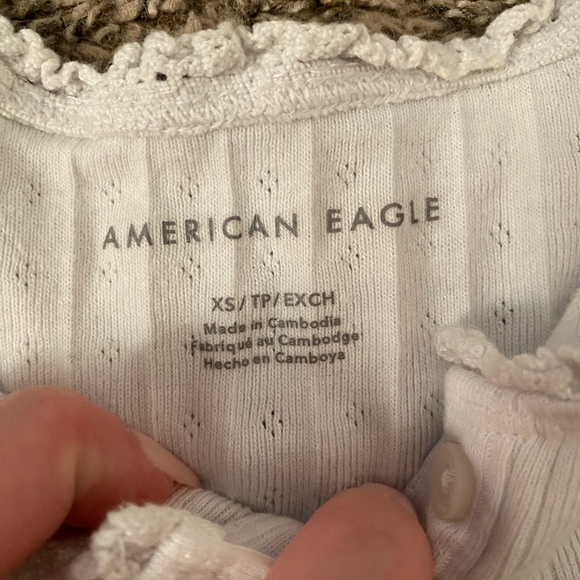 AMERICAN EAGLE
XS/TP/EXCH
Made in Cambodia
Fabriqué au Cambodge
Hecho en Camboya